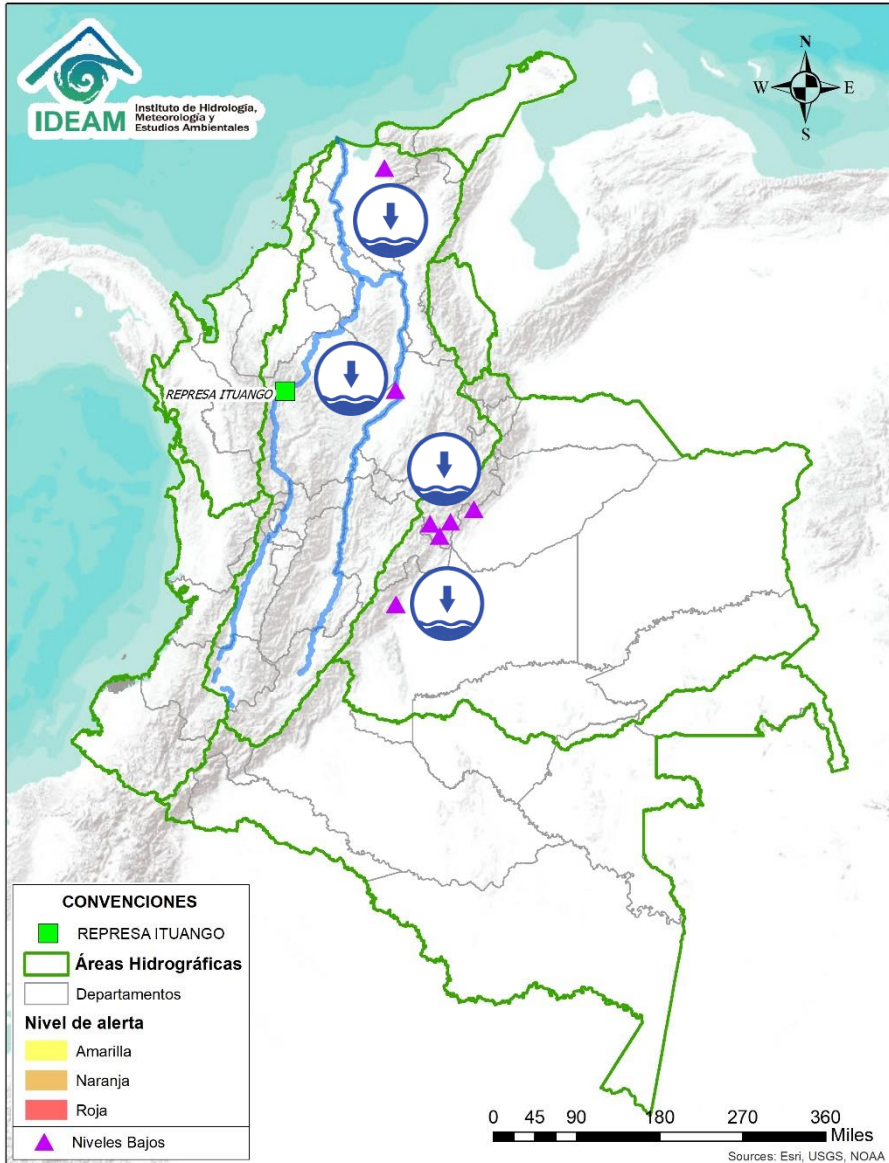 IDEAM
Instituto de Hidrología,
Meteorología y
Estudios Ambientales
N
W
E
S
REPRESA ITUANGO
CONVENCIONES
REPRESA ITUANGO
Áreas Hidrográficas
Departamentos
Nivel de alerta
Amarilla
Naranja
Roja
Niveles Bajos
0 45 90 180 270 360
Miles
Sources: Esri, USGS, NOAA